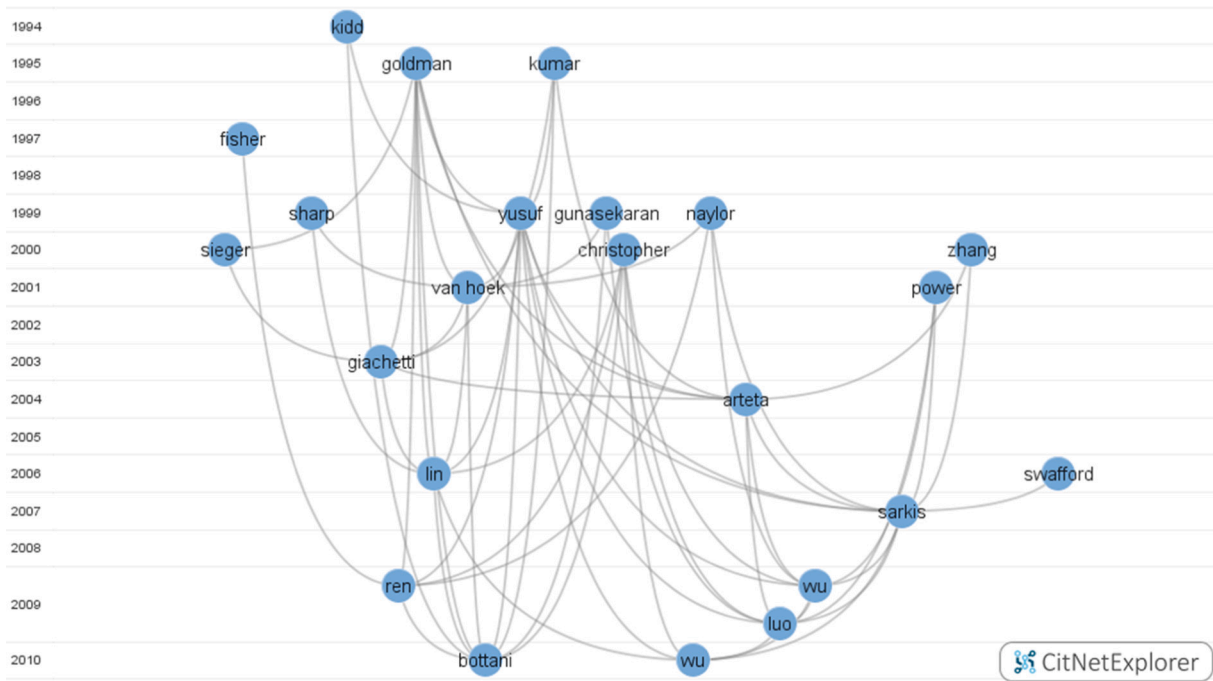 1994
kidd
1995
goldman
kumar
1996
1997
fisher
1998
1999
sharp
yusuf
gunasekaran
naylor
2000
sieger
christopher
zhang
2001
van hoek
power
2002
2003
giachetti
2004
arteta
2005
2006
lin
swafford
2007
sarkis
2008
ren
wu
2009
luo
2010
bottani
wu
CitNetExplorer